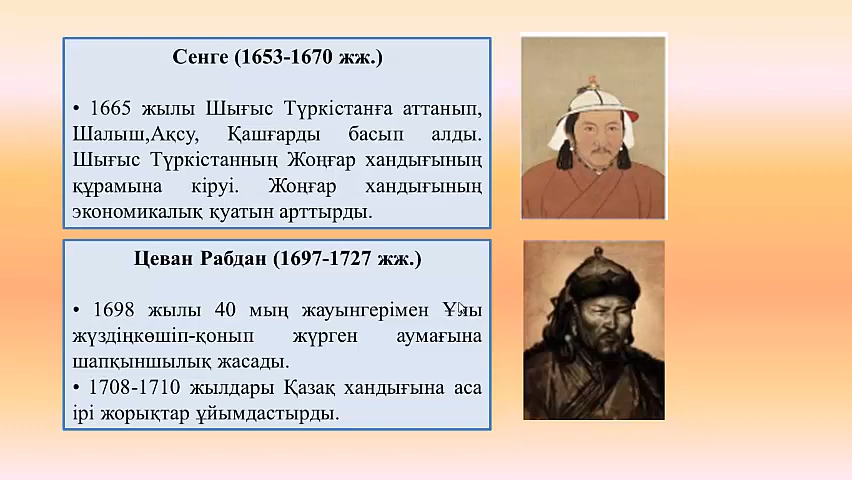 Сенге (1653-1670 жж.)
• 1665 жылы Шығыс Түркістанға аттанып,
Шалыш,Ақсу, Қашғарды басып алды.
Шығыс Түркістанның Жоңғар хандығының
құрамына кіруі. Жоңғар хандығының
экономикалық қуатын арттырды.
Цеван Рабдан (1697-1727 жж.)
• 1698 жылы 40 мың жауынгерімен Ұлы
жүздіңкөшіп-қонып жүрген аумағына
шапқыншылық жасады.
• 1708-1710 жылдары Қазақ хандығына аса
ірі жорықтар ұйымдастырды.